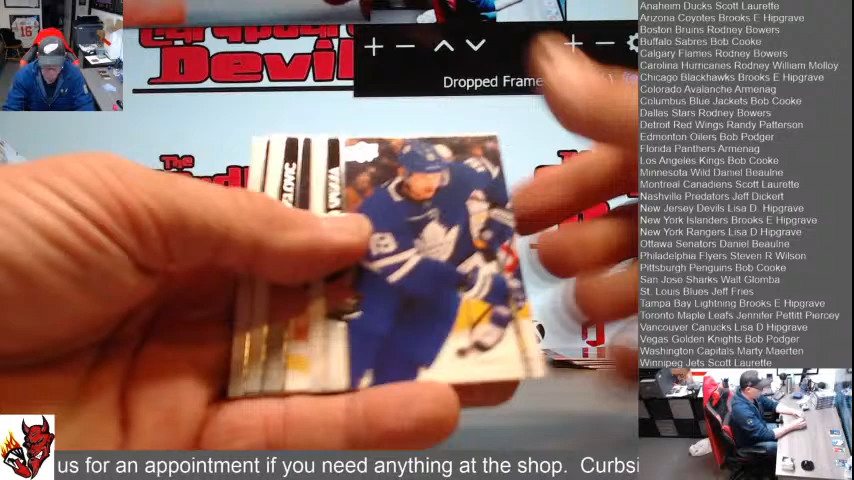 Cardboard
Devil
Dropped Frame
The
The
Anaheim Ducks Scott Laurette
Arizona Coyotes Brooks E Hipgrave
Boston Bruins Rodney Bowers
Buffalo Sabres Bob Cooke
Calgary Flames Rodney Bowers
Carolina Hurricanes Rodney William Molloy
Chicago Blackhawks Brooks E Hipgrave
Colorado Avalanche Armenag
Columbus Blue Jackets Bob Cooke
Dallas Stars Rodney Bowers
Detroit Red Wings Randy Patterson
Edmonton Oilers Bob Podger
Florida Panthers Armenag
Los Angeles Kings Bob Cooke
Minnesota Wild Daniel Beaulne
Montreal Canadiens Scott Laurette
Nashville Predators Jeff Dickert
New Jersey Devils Lisa D. Hipgrave
New York Islanders Brooks E Hipgrave
New York Rangers Lisa D Hipgrave
Ottawa Senators Daniel Beaulne
Philadelphia Flyers Steven R Wilson
Pittsburgh Penguins Bob Cooke
San Jose Sharks Walt Glomba
St. Louis Blues Jeff Fries
Tampa Bay Lightning Brooks E Hipgrave
Toronto Maple Leafs Jennifer Pettitt Piercey
Vancouver Canucks Lisa D Hipgrave
Vegas Golden Knights Bob Podger
Washington Capitals Marty Maerten
Winnipeg Jets Scott Laurette
us for an appointment if you need anything at the shop. Curbsi